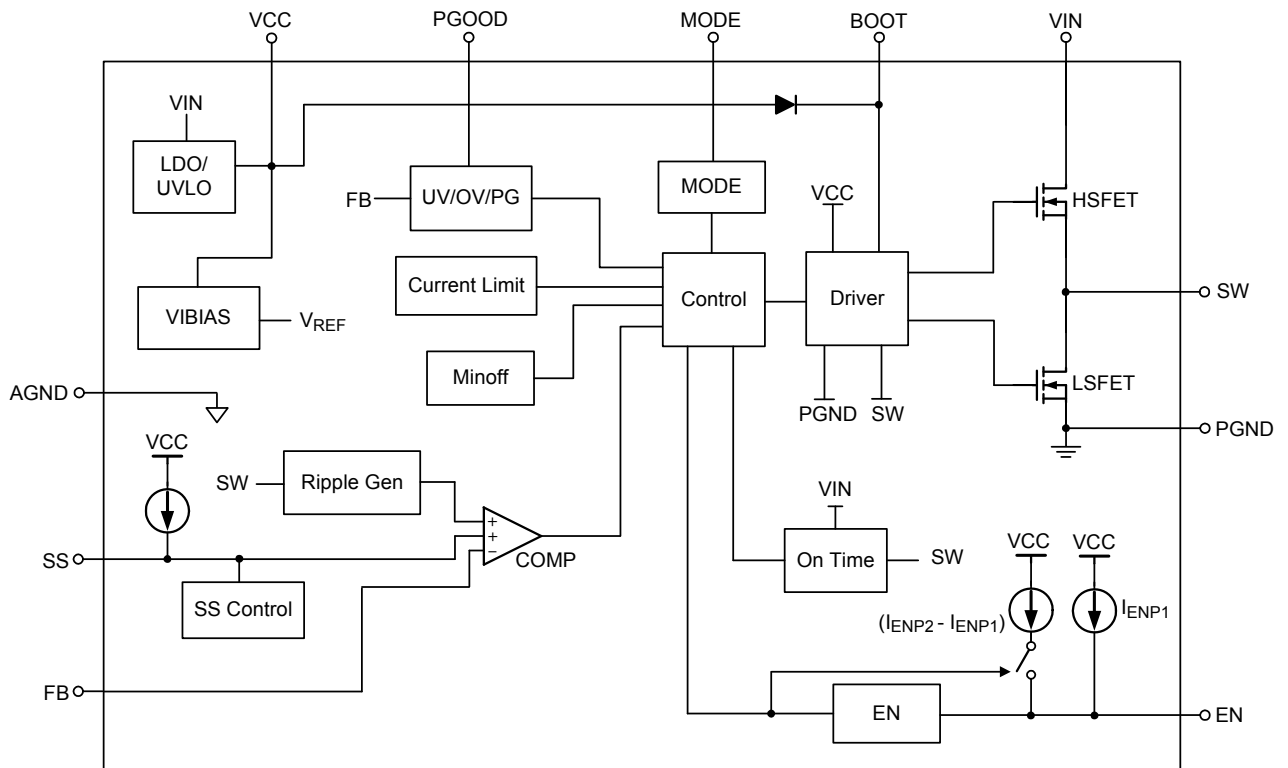 VCC
PGOOD
MODE
BOOT
VIN
VIN
LDO/
UVLO
FB
UV/OV/PG
MODE
VCC
HSFET
Current Limit
Control
Driver
SW
VIBIAS
VREF
Minoff
LSFET
AGND
PGND
SW
PGND
VCC
SW
Ripple Gen
VIN
+
+
−
COMP
SS
On Time
SW
VCC
VCC
SS Control
(IENP2 - IENP1)
IENP1
FB
EN
EN